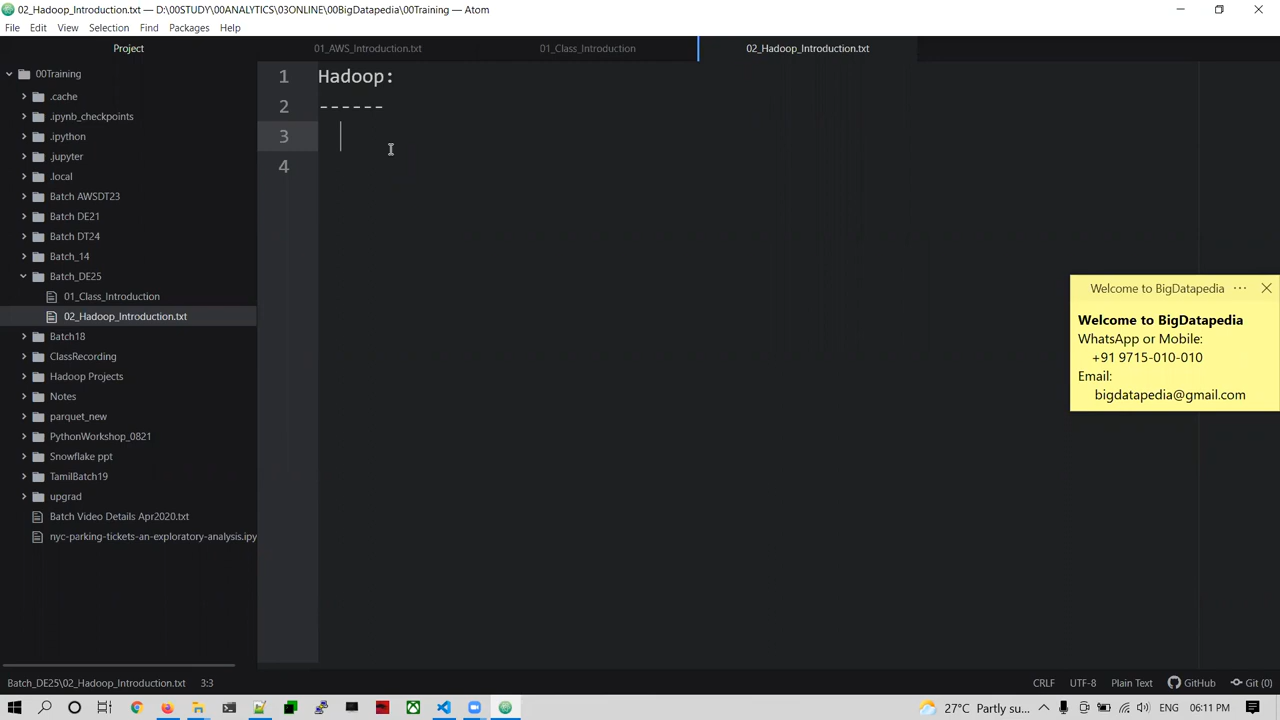 02_Hadoop_Introduction.txt — D:\00STUDY\00ANALYTICS\03ONLINE\00BigDatapedia\00Training — Atom
File Edit View Selection Find Packages Help
Project
01_AWS_Introduction.txt
01_Class_Introduction
02_Hadoop_Introduction.txt
00Training
.cache
.ipynb_checkpoints
.ipython
.jupyter
.local
Batch AWSDT23
Batch DE21
Batch DT24
Batch_14
Batch_DE25
01_Class_Introduction
02_Hadoop_Introduction.txt
Batch18
ClassRecording
Hadoop Projects
Notes
parquet_new
PythonWorkshop_0821
Snowflake ppt
TamilBatch19
upgrad
Batch Video Details Apr2020.txt
nyc-parking-tickets-an-exploratory-analysis.ipy
1 Hadoop:
2 ------
3
4
Welcome to BigDatapedia ...
Welcome to BigDatapedia
WhatsApp or Mobile:
+91 9715-010-010
Email:
bigdatapedia@gmail.com
Batch_DE25\02_Hadoop_Introduction.txt 3:3
CRLF UTF-8 Plain Text GitHub Git (0)
27°C Partly su... ENG 06:11 PM